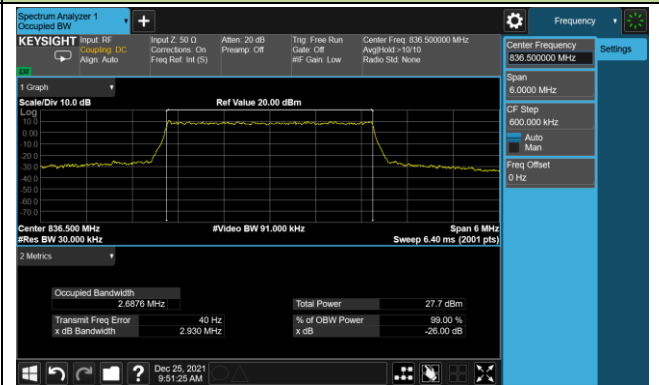 Spectrum Analyzer 1
Occupied BW
Frequency
KEYSIGHT
Input: RF
Coupling: DC
Align: Auto
Input Z: 50 Ω
Corrections: On
Freq Ref: Int (S)
Atten: 20 dB
Preamp: Off
Trig: Free Run
Gate: Off
#IF Gain: Low
Center Freq: 836.500000 MHz
Avg|Hold:>10/10
Radio Std: None
Center Frequency
836.500000 MHz
Settings
Span
6.0000 MHz
CF Step
600.000 kHz
Auto
Man
Freq Offset
0 Hz
1 Graph
Scale/Div 10.0 dB
Ref Value 20.00 dBm
Log
10.0
0.00
-10.0
-20.0
-30.0
-40.0
-50.0
-60.0
-70.0
Center 836.500 MHz
#Video BW 91.000 kHz
Span 6 MHz
#Res BW 30.000 kHz
Sweep 6.40 ms (2001 pts)
2 Metrics
Occupied Bandwidth
2.6876 MHz
Total Power 27.7 dBm
Transmit Freq Error 40 Hz
% of OBW Power 99.00 %
x dB Bandwidth 2.930 MHz
x dB -26.00 dB
?
Dec 25, 2021
9:51:25 AM